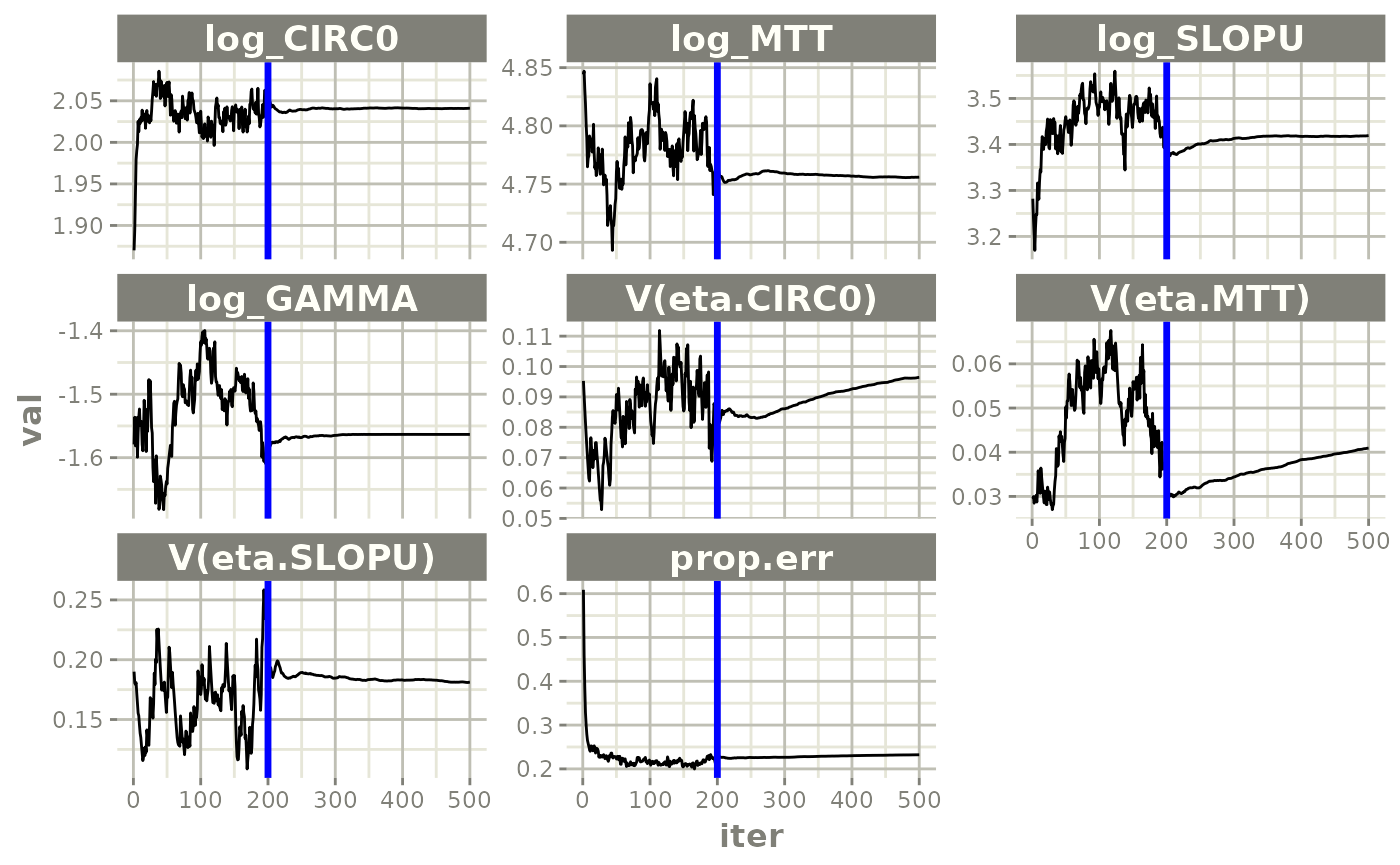 log_CIRC0 log_MTT log_SLOPU
2.05 2.00 1.95 1.90
4.85 4.80 4.75 4.70
3.5 3.4 3.3 3.2
log_GAMMA V(eta.CIRC0) V(eta.MTT)
-1.4 -1.5 -1.6
0.11 0.10 0.09 0.08 0.07 0.06 0.05
0.06 0.05 0.04 0.03
0 100 200 300 400 500
V(eta.SLOPU) prop.err
0.25 0.20 0.15
0.6 0.5 0.4 0.3 0.2
0 100 200 300 400 500
0 100 200 300 400 500
val
iter